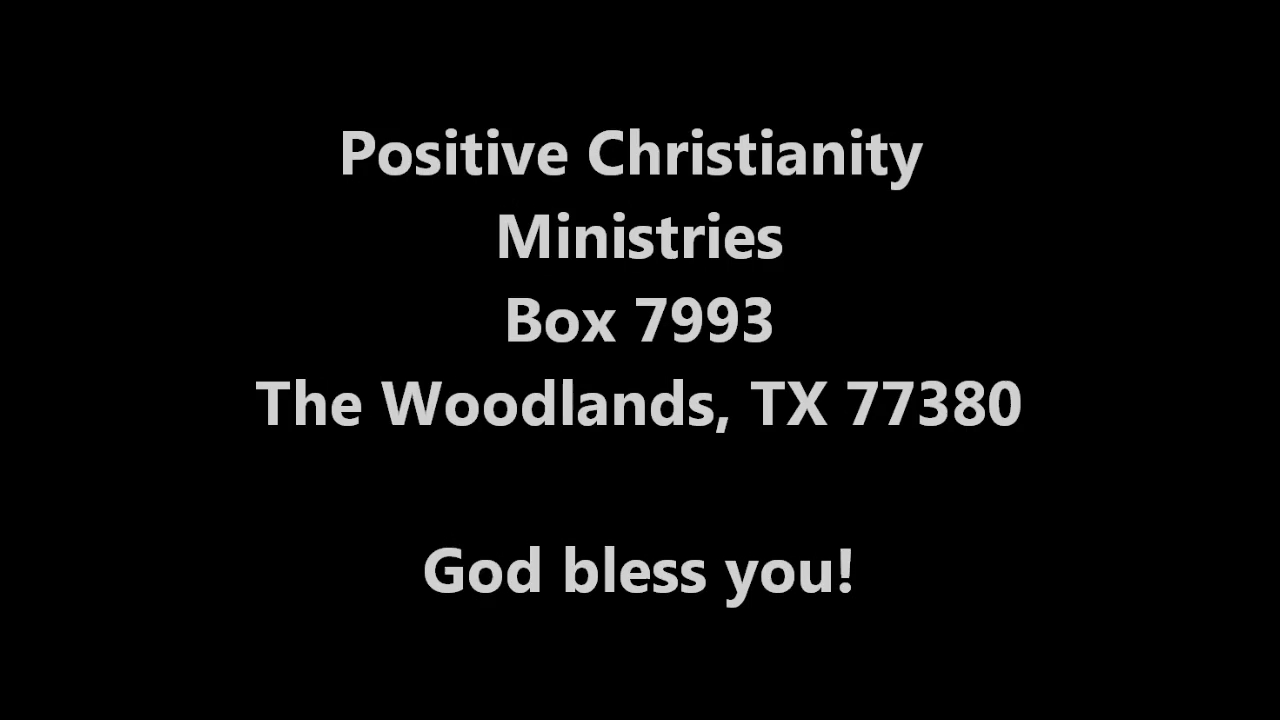 Positive Christianity
Ministries
Box 7993
The Woodlands, TX 77380
God bless you!